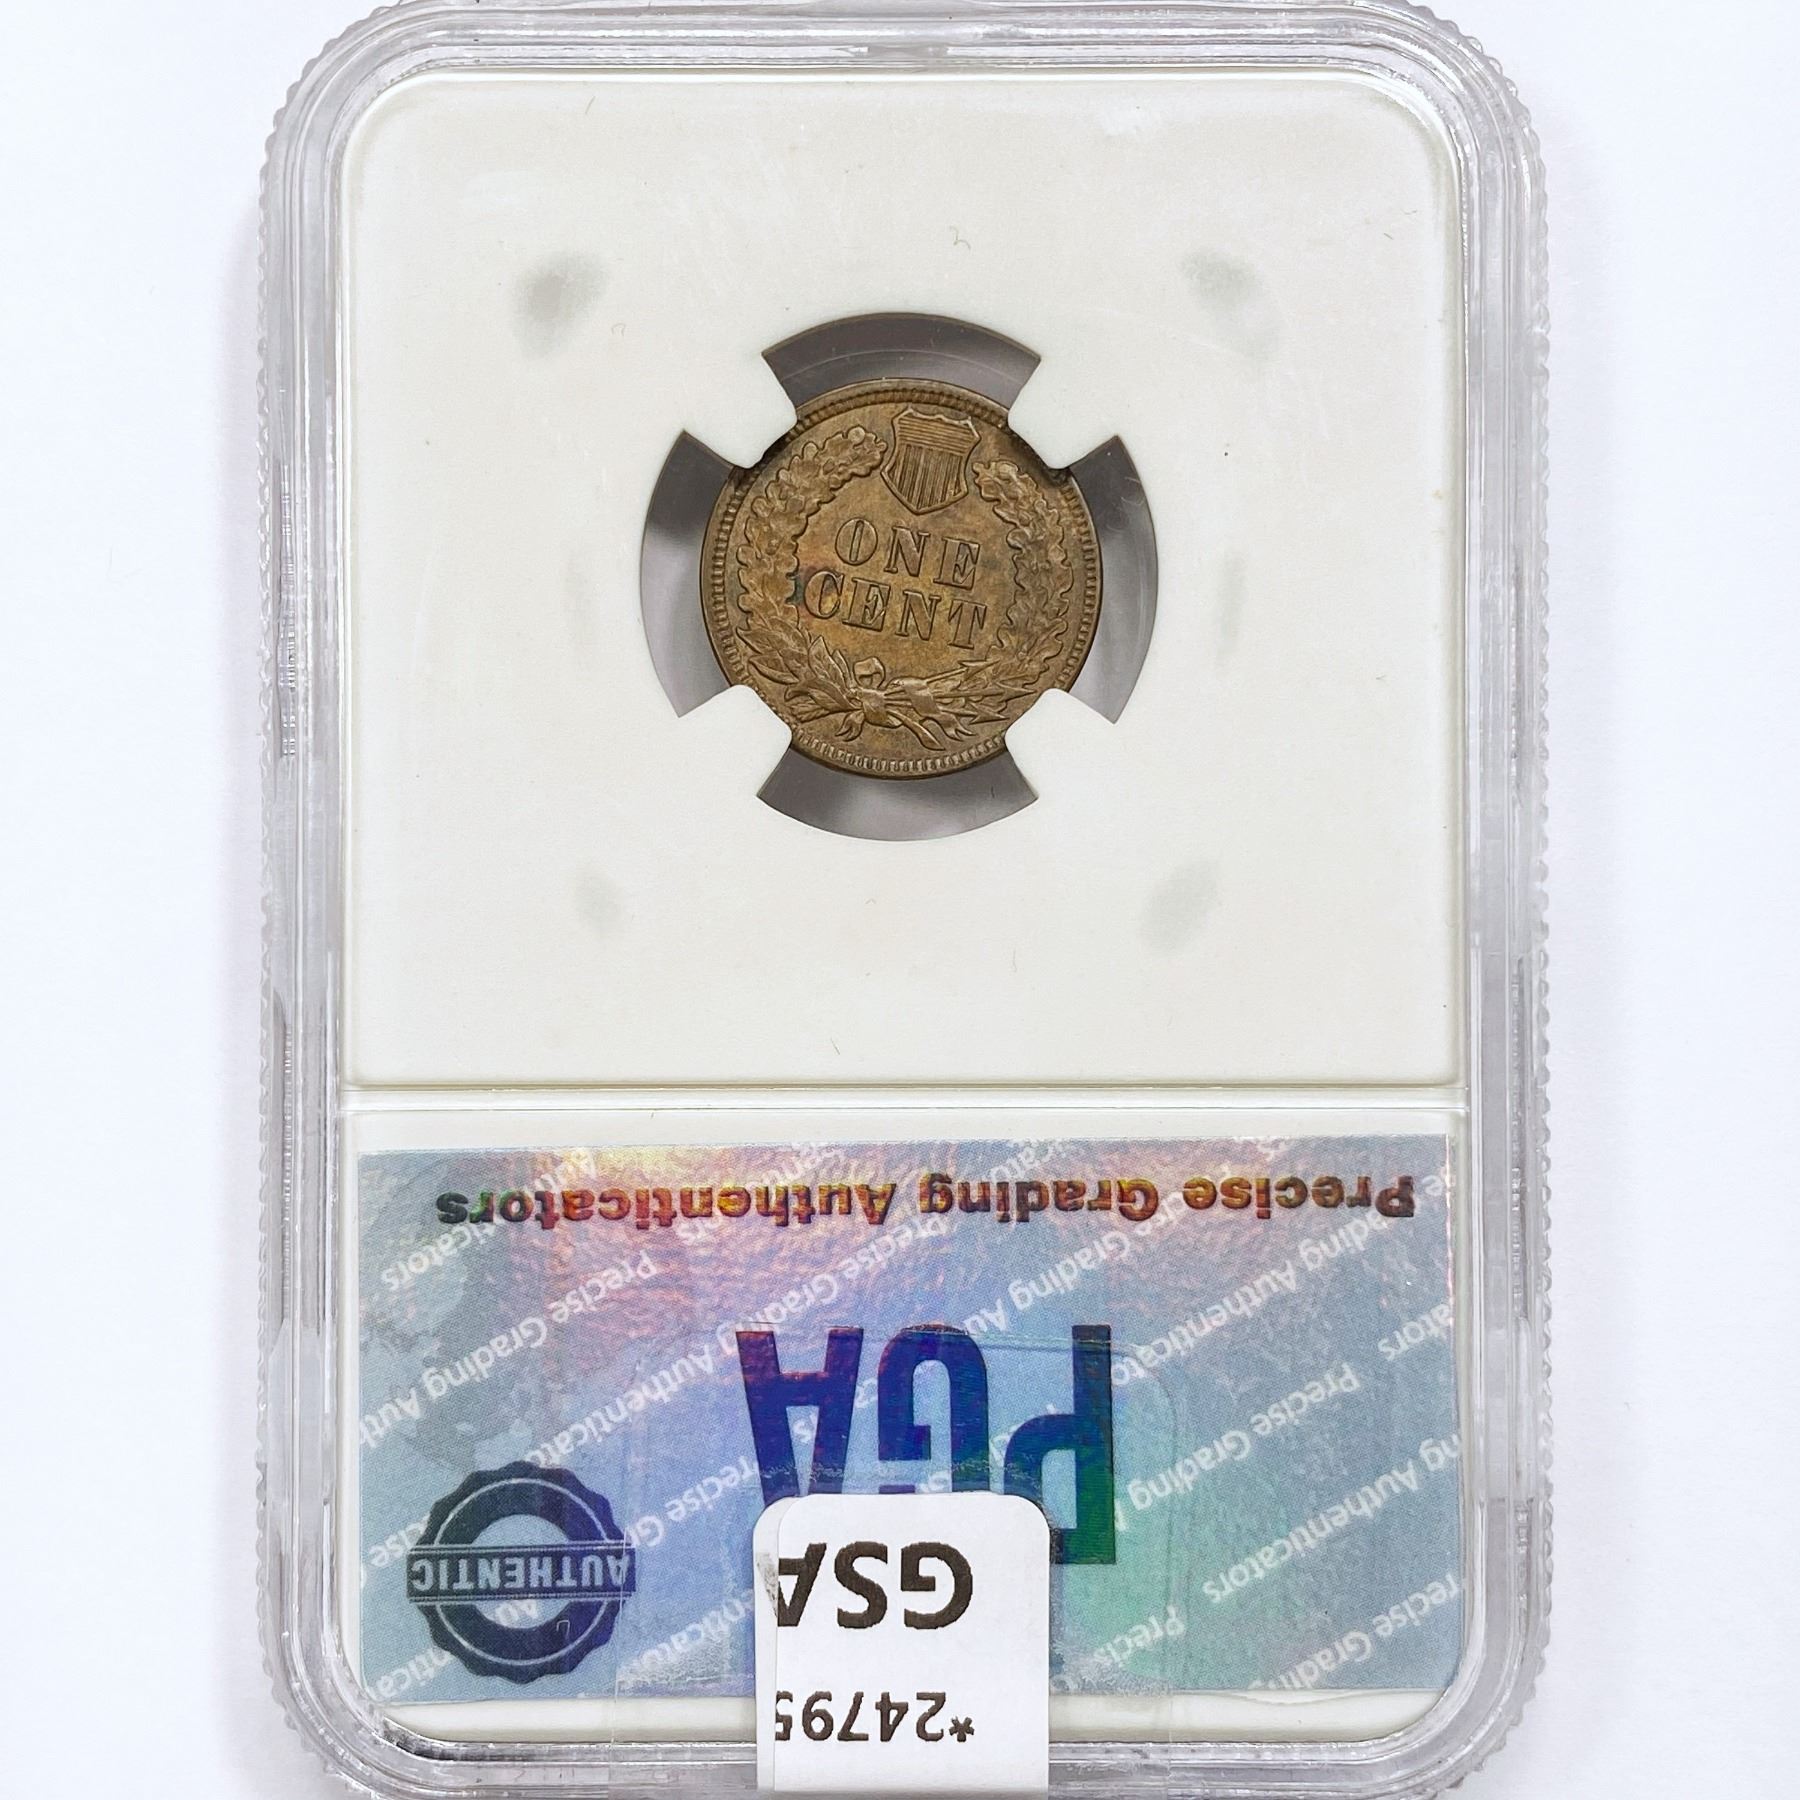 ONE
CENT
Precise Grading Authenticators
PGA
AUTHENTIC
GSA
*24795